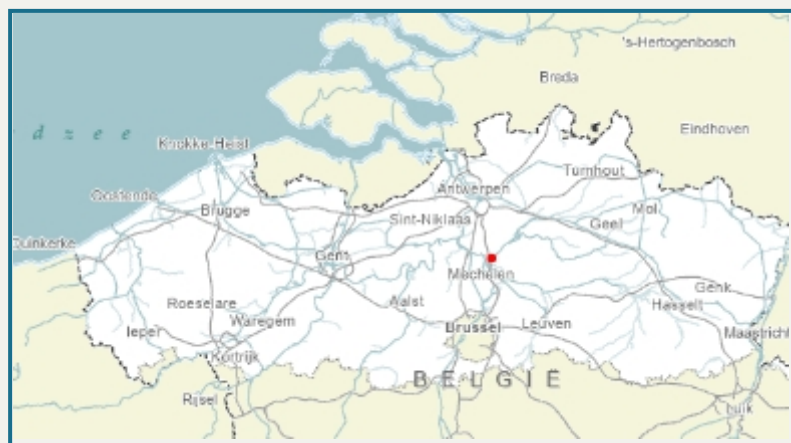 's-Hertogenbosch
Breda
d z e e
Eindhoven
Knokke-Heist
Turnhout
Antwerpen
Oostende
Mol
Brugge
Sint-Niklaas
Geel
Duinkerke
Gent
Mechelen
Genk
Roeselare
Aalst
Hasselt
Waregem
Ieper
Brussel
Leuven
Maastricht
Kortrijk
BELGIË
Rijsel
Luik